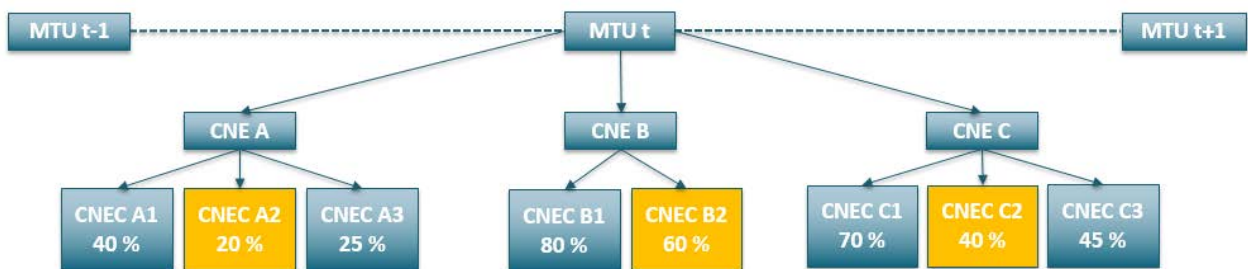 MTU t-1
MTU t
MTU t+1
CNE A
CNE B
CNE C
CNEC A1
40 %
CNEC A2
20 %
CNEC A3
25 %
CNEC B1
80 %
CNEC B2
60 %
CNEC C1
70 %
CNEC C2
40 %
CNEC C3
45 %